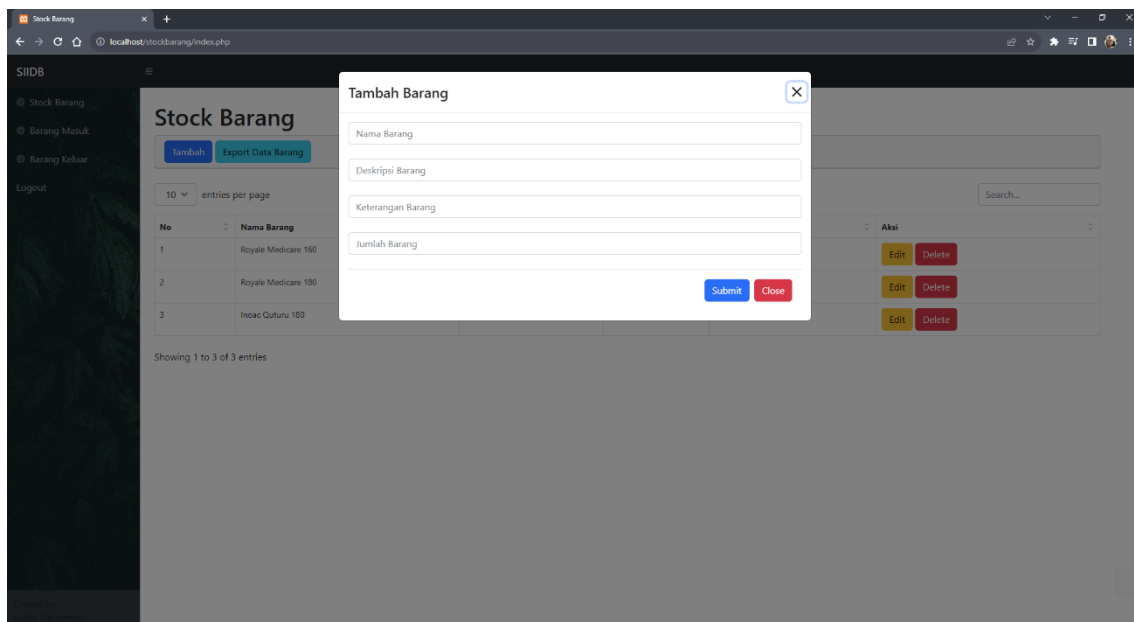 Stock Barang
localhost/stockbarang/index.php
SIIDB
Stock Barang
Barang Masuk
Barang Keluar
Logout
Stock Barang
Tambah Export Data Barang
10 entries per page
Search...
No Nama Barang Aksi
1 Royale Medicare 160 Edit Delete
2 Royale Medicare 180 Edit Delete
3 Inoac Quturu 180 Edit Delete
Showing 1 to 3 of 3 entries
Tambah Barang
Nama Barang
Deskripsi Barang
Keterangan Barang
Jumlah Barang
Submit Close